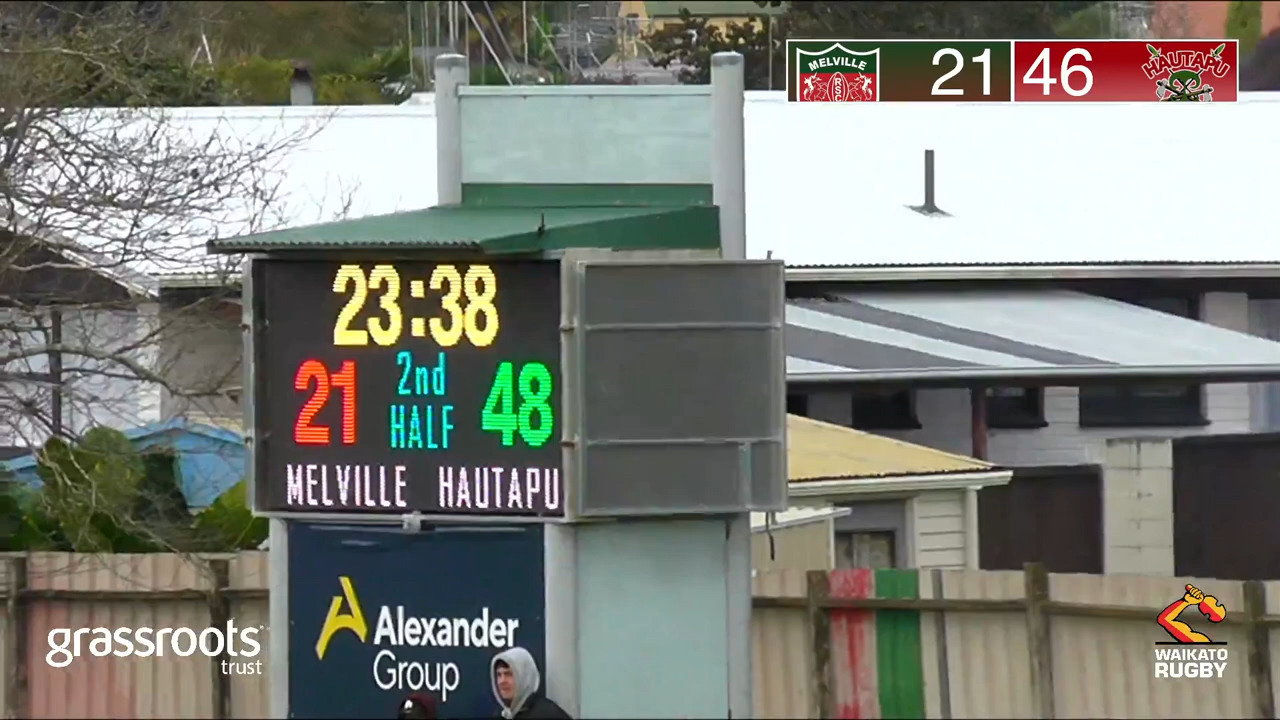 MELVILLE
RSC
21 46
HAUTAPU
23:38
21 2nd HALF 48
MELVILLE HAUTAPU
Alexander
Group
grassroots
trust
WAIKATO
RUGBY